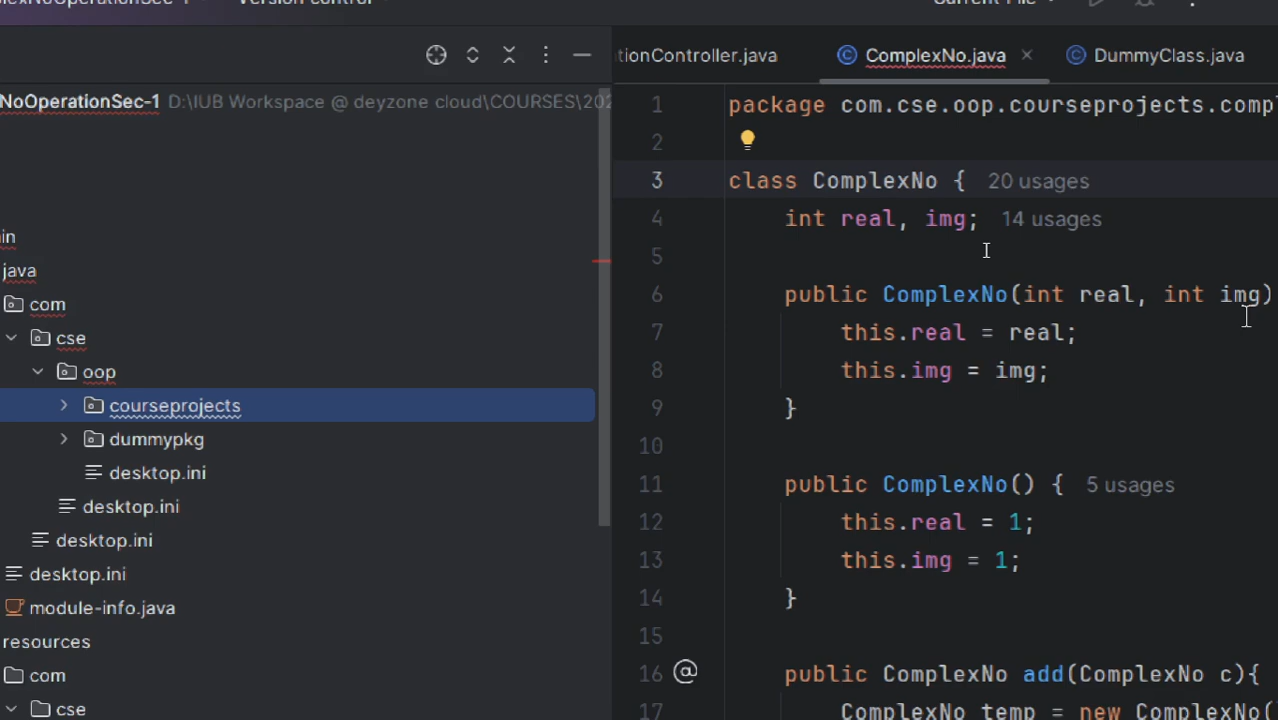 Current File
tionController.java
ComplexNo.java
DummyClass.java
NoOperationSec-1 D:\IUB Workspace @ deyzone cloud\COURSES\202
in
java
com
cse
oop
courseprojects
dummypkg
desktop.ini
desktop.ini
desktop.ini
desktop.ini
module-info.java
resources
com
cse
1 package com.cse.oop.courseprojects.comp
2
3 class ComplexNo { 20 usages
4 int real, img; 14 usages
5
6 public ComplexNo(int real, int img)
7 this.real = real;
8 this.img = img;
9 }
10
11 public ComplexNo() { 5 usages
12 this.real = 1;
13 this.img = 1;
14 }
15
16 @ public ComplexNo add(ComplexNo c){
17 ComplexNo temp = new ComplexNo(